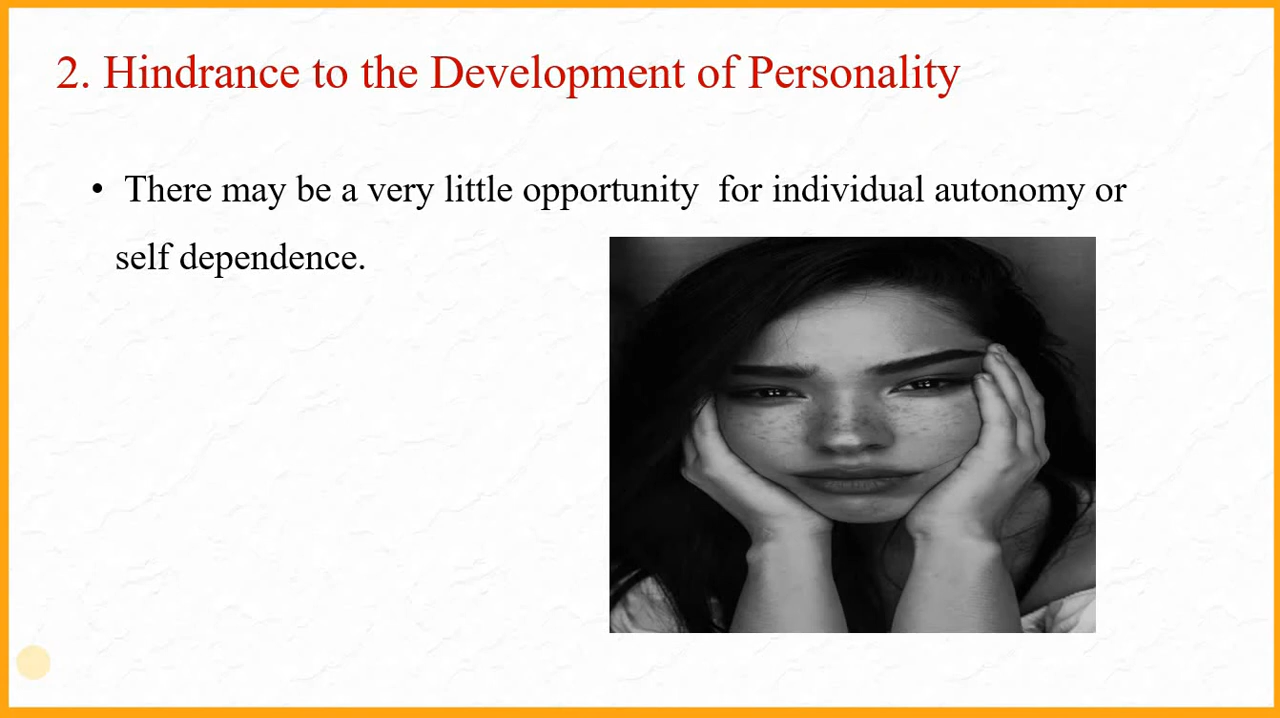 2. Hindrance to the Development of Personality
• There may be a very little opportunity  for individual autonomy or
self dependence.